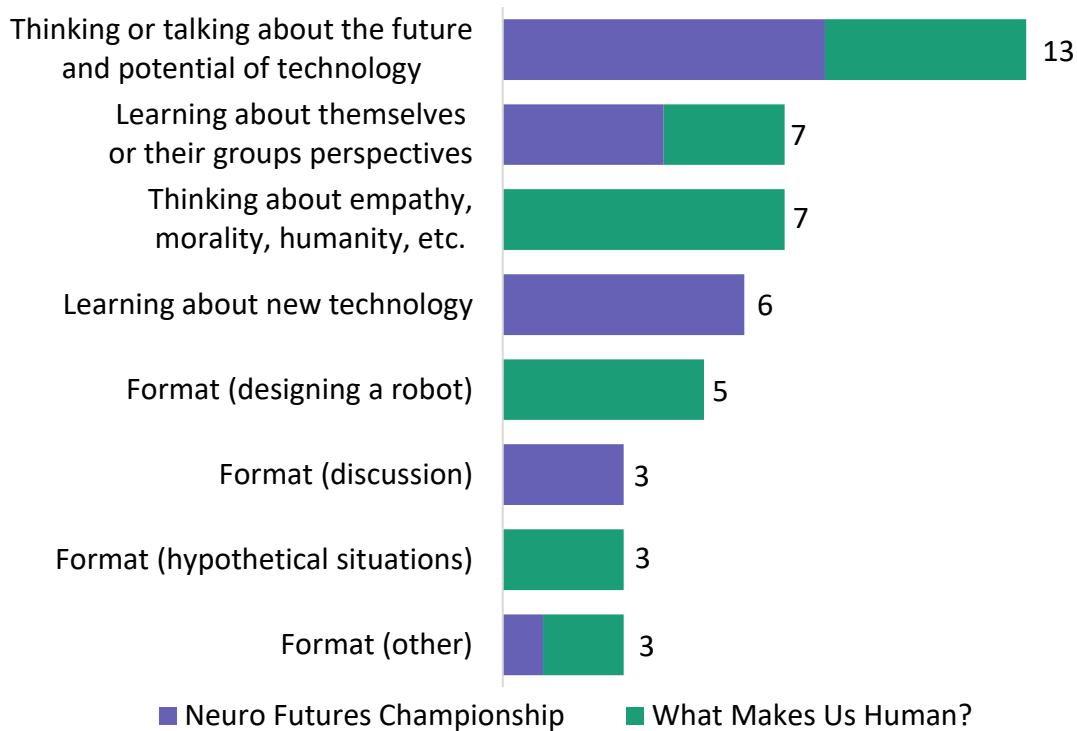 Thinking or talking about the future
and potential of technology
13
Learning about themselves
or their groups perspectives
7
Thinking about empathy,
morality, humanity, etc.
7
Learning about new technology
6
Format (designing a robot)
5
Format (discussion)
3
Format (hypothetical situations)
3
Format (other)
3
Neuro Futures Championship
What Makes Us Human?